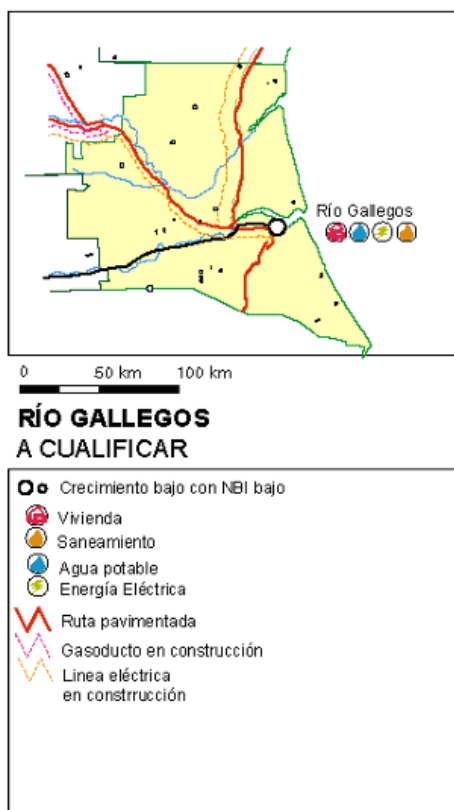 Río Gallegos
0 50 km 100 km
RÍO GALLEGOS
A CUALIFICAR
Crecimiento bajo con NBI bajo
Vivienda
Saneamiento
Agua potable
Energía Eléctrica
Ruta pavimentada
Gasoducto en construcción
Linea eléctrica
en constrrucción